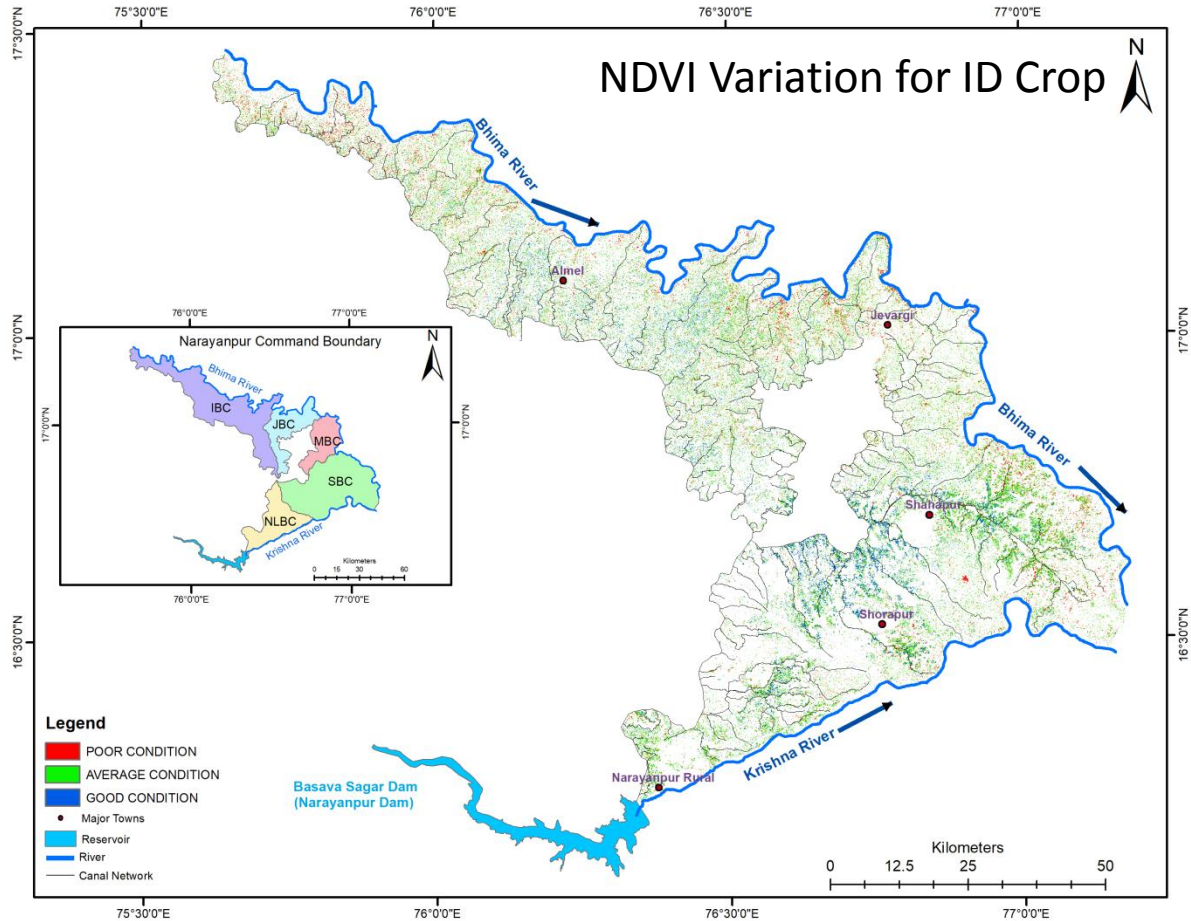 75°30'0"E
76°0'0"E
76°30'0"E
77°0'0"E
17°30'0"N
NDVI Variation for ID Crop
N
Bhima River
Almel
Jevargi
17°0'0"N
17°0'0"N
Bhima River
Shahapur
Shorapur
16°30'0"N
16°30'0"N
Krishna River
Narayanpur Rural
Basava Sagar Dam
(Narayanpur Dam)
76°0'0"E
77°0'0"E
Narayanpur Command Boundary
N
Bhima River
IBC
JBC
MBC
SBC
NLBC
Krishna River
17°0'0"N
17°0'0"N
Kilometers
0 15 30 60
76°0'0"E
77°0'0"E
Legend
POOR CONDITION
AVERAGE CONDITION
GOOD CONDITION
Major Towns
Reservoir
River
Canal Network
Kilometers
0 12.5 25 50
75°30'0"E
76°0'0"E
76°30'0"E
77°0'0"E